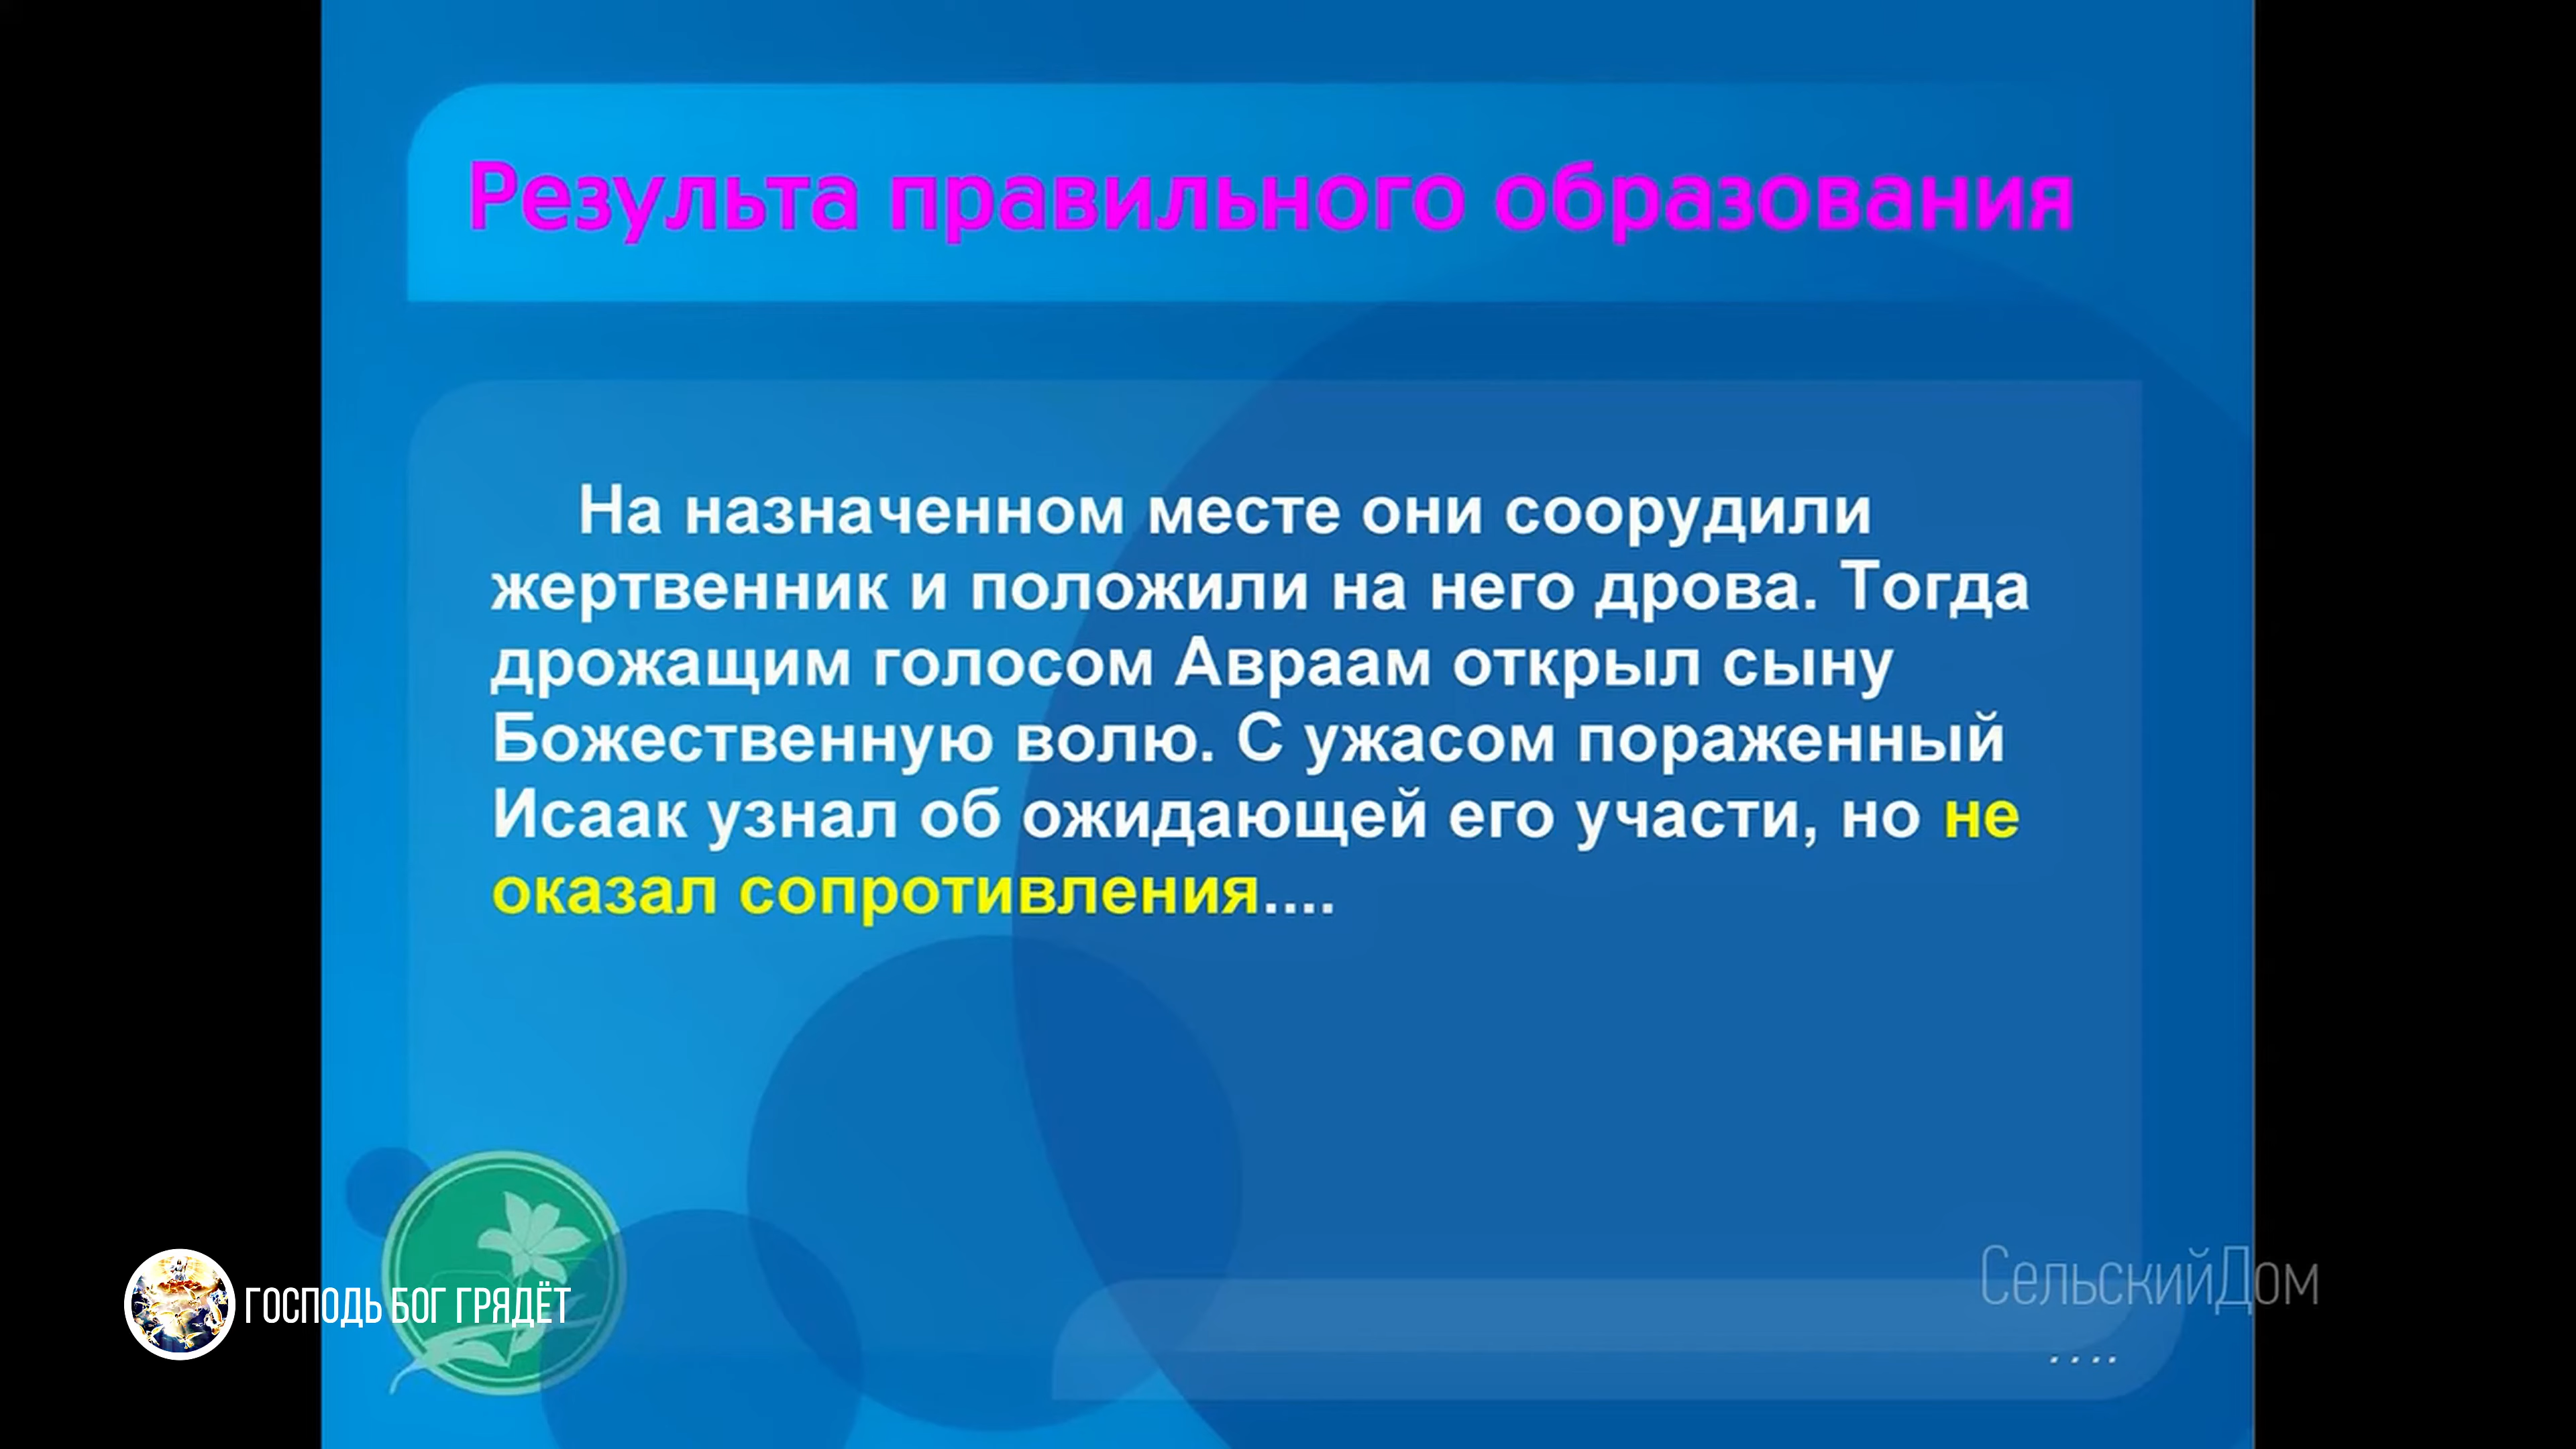 Результа правильного образования
На назначенном месте они соорудили
жертвенник и положили на него дрова. Тогда
дрожащим голосом Авраам открыл сыну
Божественную волю. С ужасом пораженный
Исаак узнал об ожидающей его участи, но не
оказал сопротивления....
СельскийДом
ГОСПОДЬ БОГ ГРЯДЁТ
....